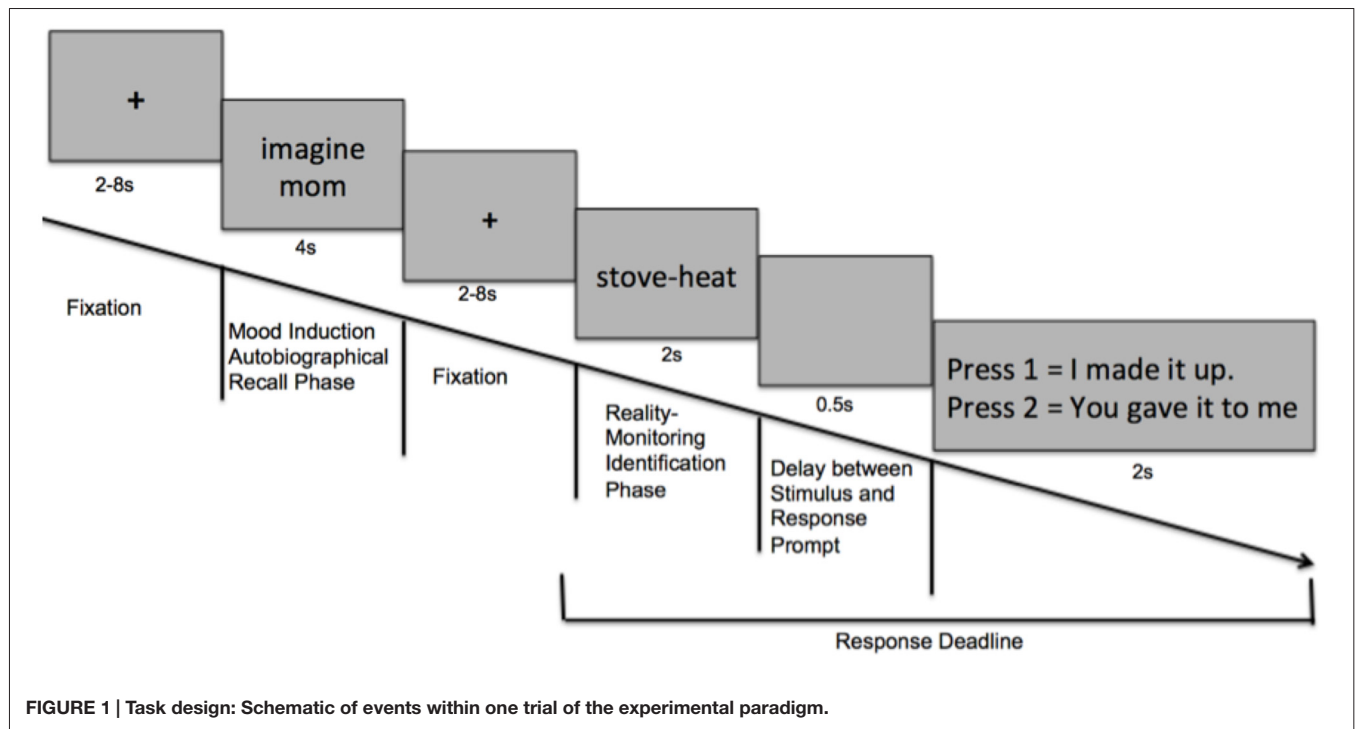 +
2-8s
imagine
mom
4s
+
2-8s
stove-heat
2s
0.5s
Press 1 = I made it up.
Press 2 = You gave it to me
2s
Fixation
Mood Induction
Autobiographical
Recall Phase
Fixation
Reality-
Monitoring
Identification
Phase
Delay between
Stimulus and
Response
Prompt
Response Deadline
FIGURE 1 | Task design: Schematic of events within one trial of the experimental paradigm.